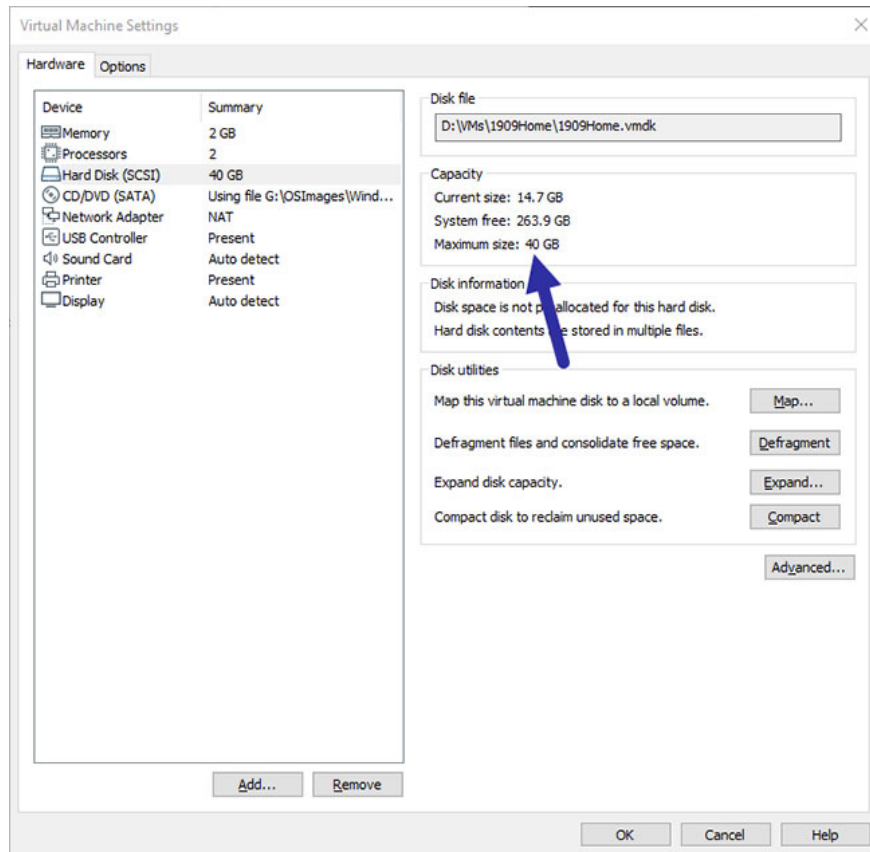 Virtual Machine Settings
Hardware Options
Device Summary
Memory 2 GB
Processors 2
Hard Disk (SCSI) 40 GB
CD/DVD (SATA) Using file G:\OSImages\Wind...
Network Adapter NAT
USB Controller Present
Sound Card Auto detect
Printer Present
Display Auto detect
Add... Remove
Disk file
D:\VMs\1909Home\1909Home.vmdk
Capacity
Current size: 14.7 GB
System free: 263.9 GB
Maximum size: 40 GB
Disk information
Disk space is not allocated for this hard disk.
Hard disk contents stored in multiple files.
Disk utilities
Map this virtual machine disk to a local volume. Map...
Defragment files and consolidate free space. Defragment
Expand disk capacity. Expand...
Compact disk to reclaim unused space. Compact
Advanced...
OK Cancel Help